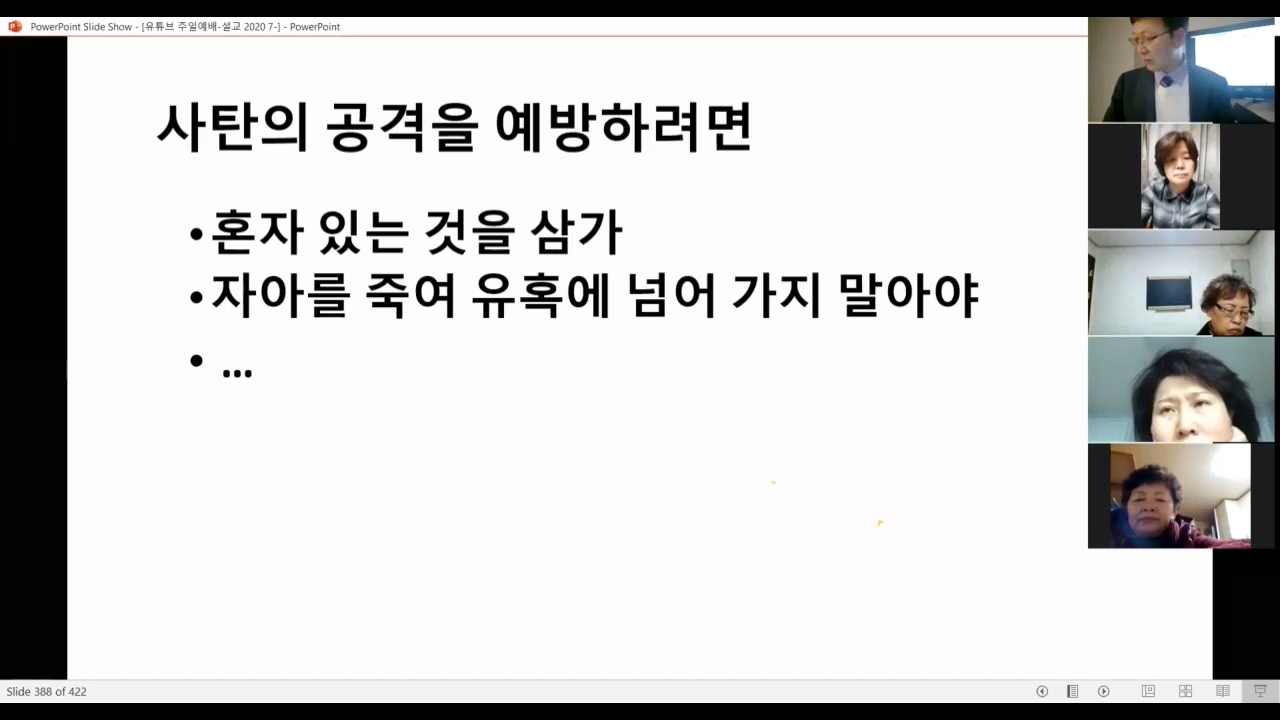 PowerPoint Slide Show - [유튜브 주일예배-설교 2020 7-] - PowerPoint
사탄의 공격을 예방하려면
•혼자 있는 것을 삼가
•자아를 죽여 유혹에 넘어 가지 말아야
• ...
Slide 388 of 422